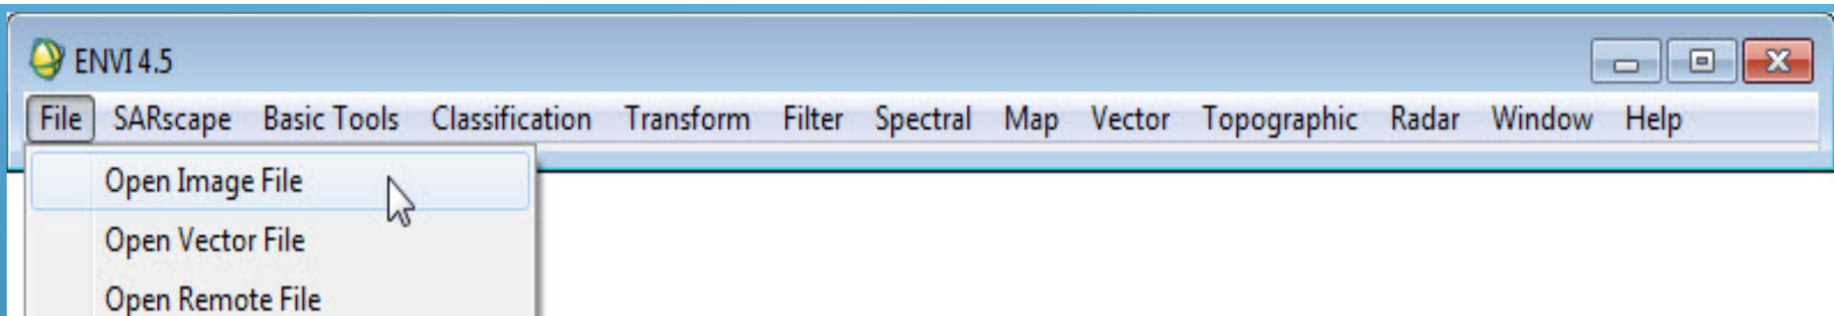 ENVI 4.5
File SARscape Basic Tools Classification Transform Filter Spectral Map Vector Topographic Radar Window Help
Open Image File
Open Vector File
Open Remote File